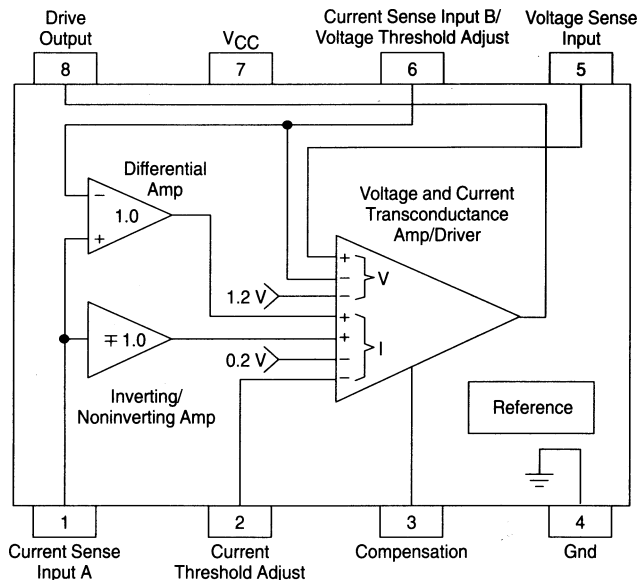 Drive
Output
V_CC
Current Sense Input B/
Voltage Threshold Adjust
Voltage Sense
Input
8
7
6
5
Differential
Amp
−
1.0
+
Voltage and Current
Transconductance
Amp/Driver
+
−
V
1.2 V
−
+
∓ 1.0
+
I
0.2 V
−
−
Inverting/
Noninverting Amp
Reference
1
2
3
4
Current Sense
Input A
Current
Threshold Adjust
Compensation
Gnd